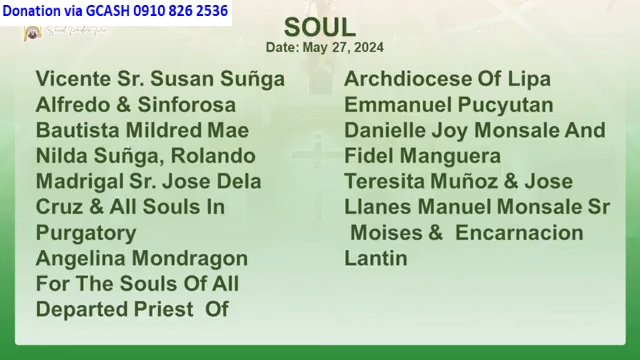 Donation via GCASH 0910 826 2536
SOUL
Date: May 27, 2024
Vicente Sr. Susan Suñga
Alfredo & Sinforosa
Bautista Mildred Mae
Nilda Suñga, Rolando
Madrigal Sr. Jose Dela
Cruz & All Souls In
Purgatory
Angelina Mondragon
For The Souls Of All
Departed Priest Of
Archdiocese Of Lipa
Emmanuel Pucyutan
Danielle Joy Monsale And
Fidel Manguera
Teresita Muñoz & Jose
Llanes Manuel Monsale Sr
Moises & Encarnacion
Lantin